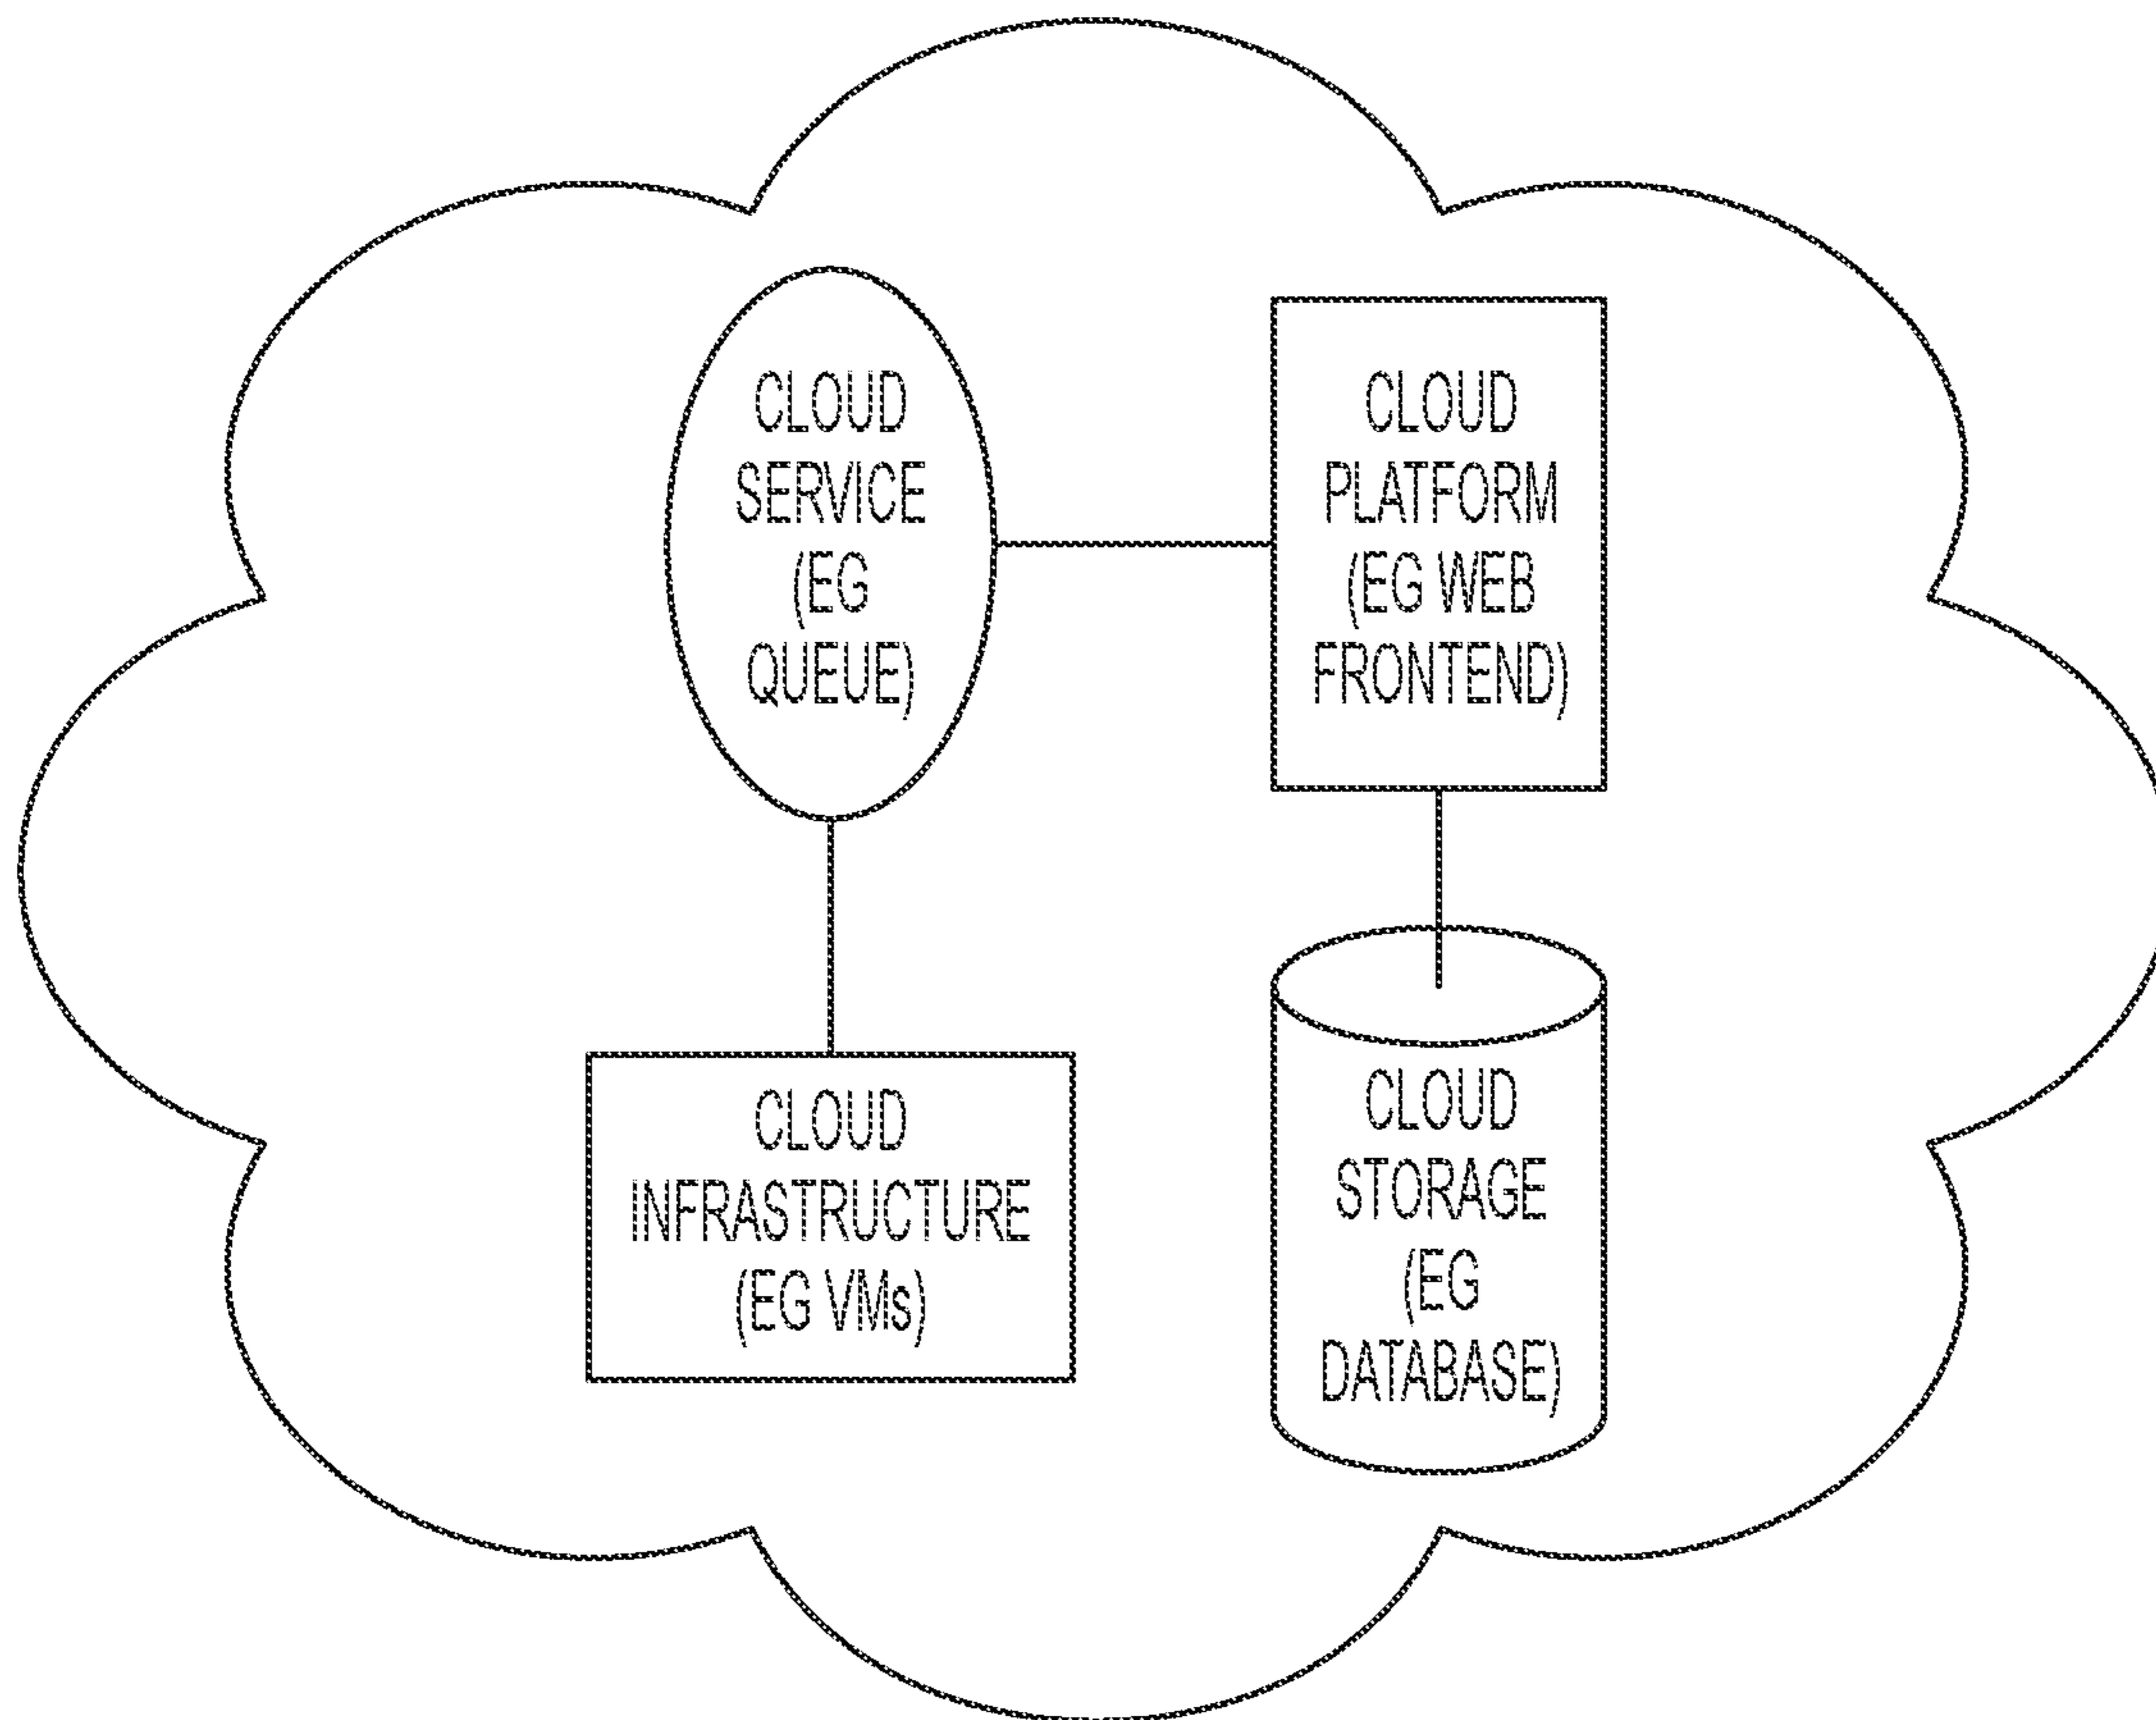 CLOUD
SERVICE
(EG
QUEUE)
CLOUD
PLATFORM
(EG WEB
FRONTEND)
CLOUD
INFRASTRUCTURE
(EG VMs)
CLOUD
STORAGE
(EG
DATABASE)